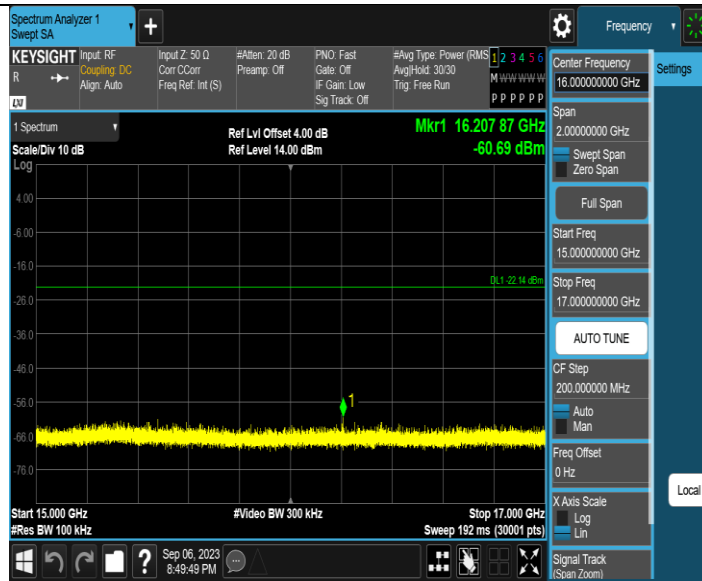 Spectrum Analyzer 1
Swept SA
Frequency
KEYSIGHT
R
LXI
Input: RF
Coupling: DC
Align: Auto
Input Z: 50 Ω
Corr CCorr
Freq Ref: Int (S)
#Atten: 20 dB
Preamp: Off
PNO: Fast
Gate: Off
IF Gain: Low
Sig Track: Off
#Avg Type: Power (RMS
Avg|Hold: 30/30
Trig: Free Run
1 2 3 4 5 6
M W W W W W
P P P P P P
1 Spectrum
Scale/Div 10 dB
Log
Ref Lvl Offset 4.00 dB
Ref Level 14.00 dBm
Mkr1 16.207 87 GHz
-60.69 dBm
4.00
-6.00
-16.0
DL1 -22.14 dBm
-26.0
-36.0
-46.0
-56.0
1
-66.0
-76.0
Start 15.000 GHz
#Res BW 100 kHz
#Video BW 300 kHz
Stop 17.000 GHz
Sweep 192 ms (30001 pts)
Sep 06, 2023
8:49:49 PM
Center Frequency
16.000000000 GHz
Span
2.00000000 GHz
Swept Span
Zero Span
Full Span
Start Freq
15.000000000 GHz
Stop Freq
17.000000000 GHz
AUTO TUNE
CF Step
200.000000 MHz
Auto
Man
Freq Offset
0 Hz
X Axis Scale
Log
Lin
Signal Track
(Span Zoom)
Settings
Local